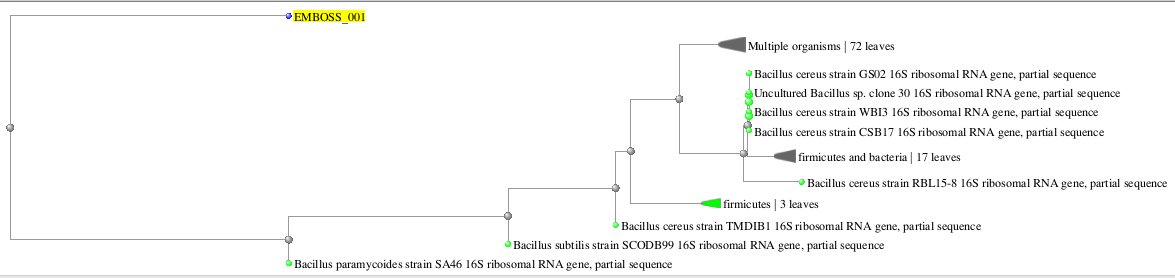 EMBOSS_001
Multiple organisms | 72 leaves
Bacillus cereus strain GS02 16S ribosomal RNA gene, partial sequence
Uncultured Bacillus sp. clone 30 16S ribosomal RNA gene, partial sequence
Bacillus cereus strain WBI3 16S ribosomal RNA gene, partial sequence
Bacillus cereus strain CSB17 16S ribosomal RNA gene, partial sequence
firmicutes and bacteria | 17 leaves
Bacillus cereus strain RBL15-8 16S ribosomal RNA gene, partial sequence
firmicutes | 3 leaves
Bacillus cereus strain TMDIB1 16S ribosomal RNA gene, partial sequence
Bacillus subtilis strain SCODB99 16S ribosomal RNA gene, partial sequence
Bacillus paramycoides strain SA46 16S ribosomal RNA gene, partial sequence